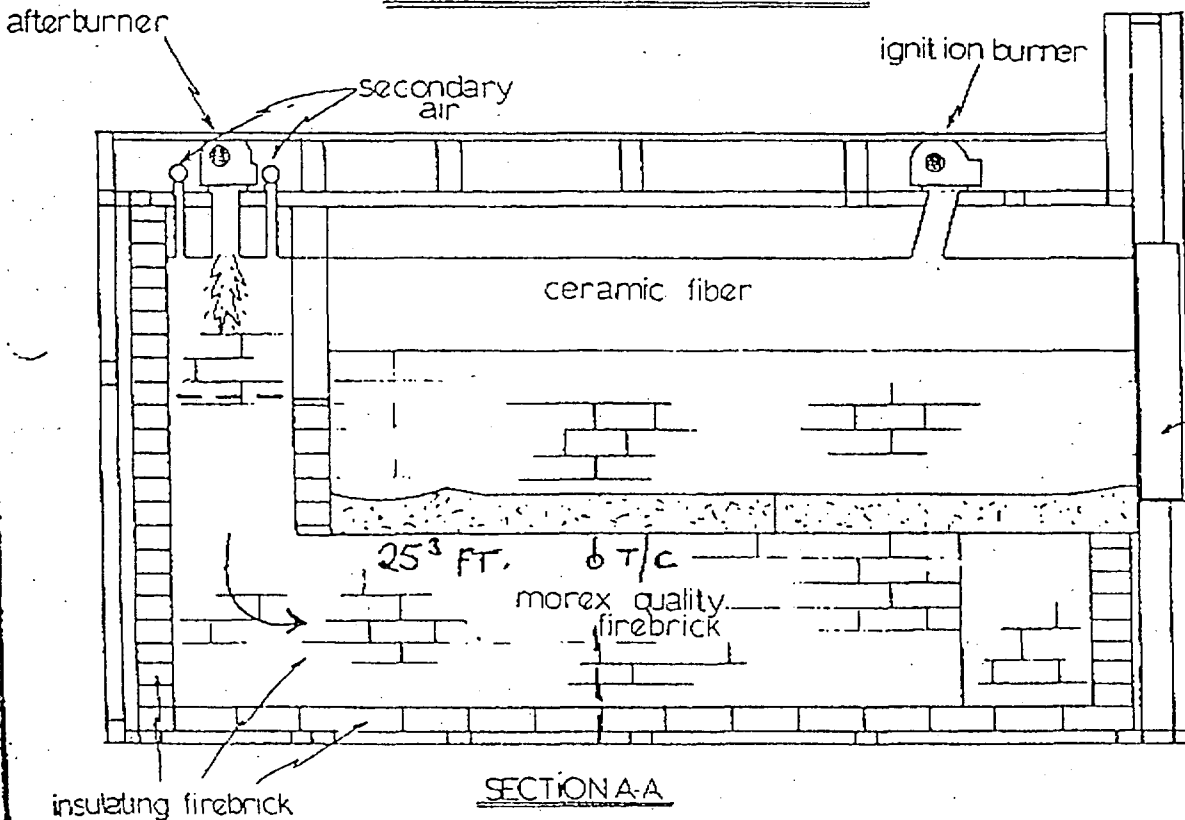 afterburner
secondary
air
ignition burner
ceramic fiber
25³ FT.
T/C
morex quality
firebrick
insulating firebrick
SECTION A-A